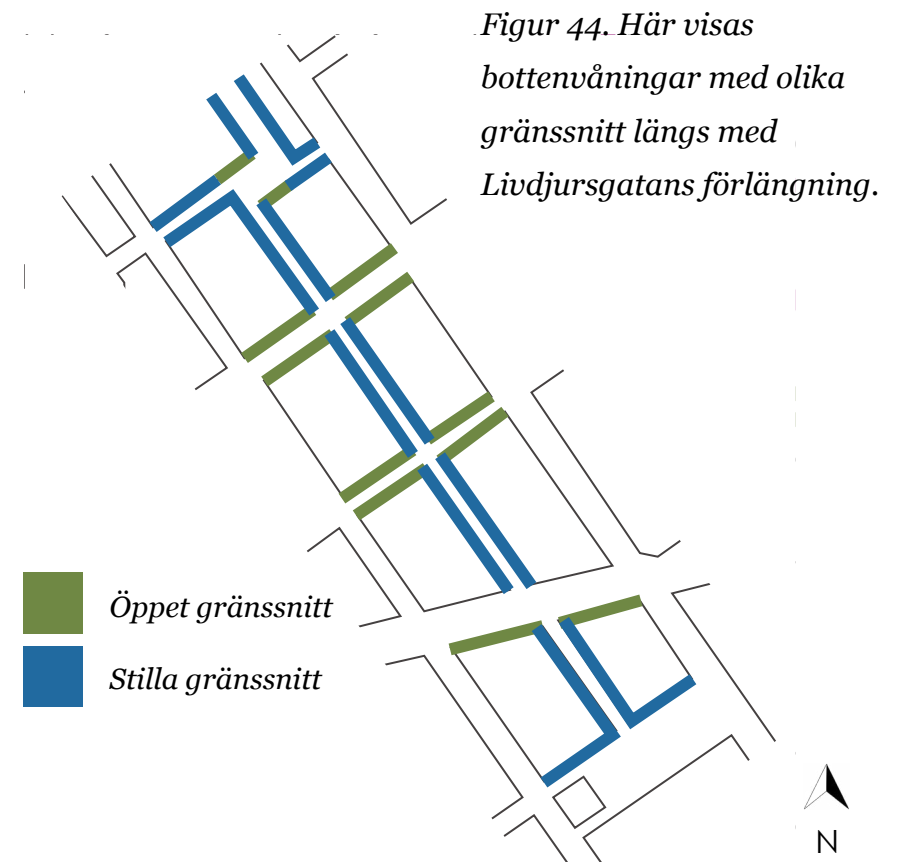 Figur 44. Här visas
bottenvåningar med olika
gränssnitt längs med
Livdjursgatans förlängning.
Öppet gränssnitt
Stilla gränssnitt
N